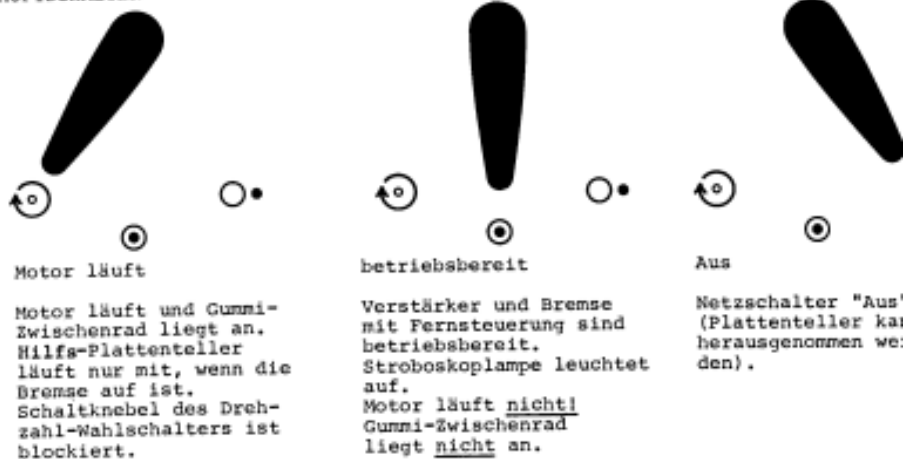 Motor läuft
Motor läuft und Gummi-
Zwischenrad liegt an.
Hilfs-Plattenteller
läuft nur mit, wenn die
Bremse auf ist.
Schaltknebel des Dreh-
zahl-Wahlschalters ist
blockiert.
betriebsbereit
Verstärker und Bremse
mit Fernsteuerung sind
betriebsbereit.
Stroboskoplampe leuchtet
auf.
Motor läuft nicht!
Gummi-Zwischenrad
liegt nicht an.
Aus
Netzschalter "Aus"
(Plattenteller
herausgenommen
den).